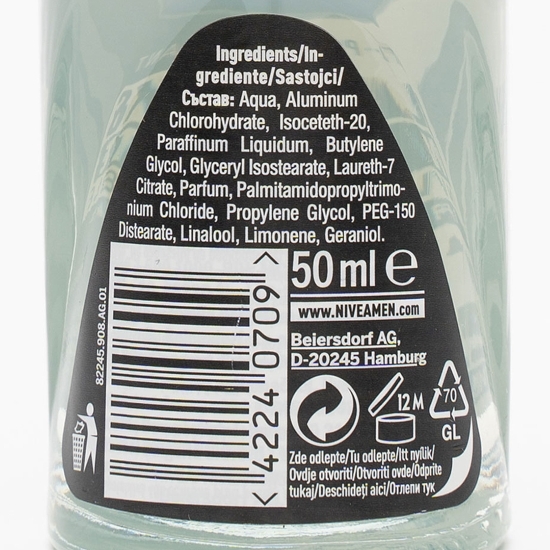 Ingredients/In-
grediente/Sastojci/
Състав: Aqua, Aluminum
Chlorohydrate, Isoceteth-20,
Paraffinum Liquidum, Butylene
Glycol, Glyceryl Isostearate, Laureth-7
Citrate, Parfum, Palmitamidopropyltrimo-
nium Chloride, Propylene Glycol, PEG-150
Distearate, Linalool, Limonene, Geraniol.
50 ml e
www.NIVEAMEN.com
Beiersdorf AG,
D-20245 Hamburg
82245.908.AG.01
<4224 0709>
12 M
70
GL
Zde odlepte/Tu odlepte/Itt nyílik/
Ovdje otvoriti/Otvoriti ovde/Odprite
tukaj/Deschideți aici/Отлепи тук